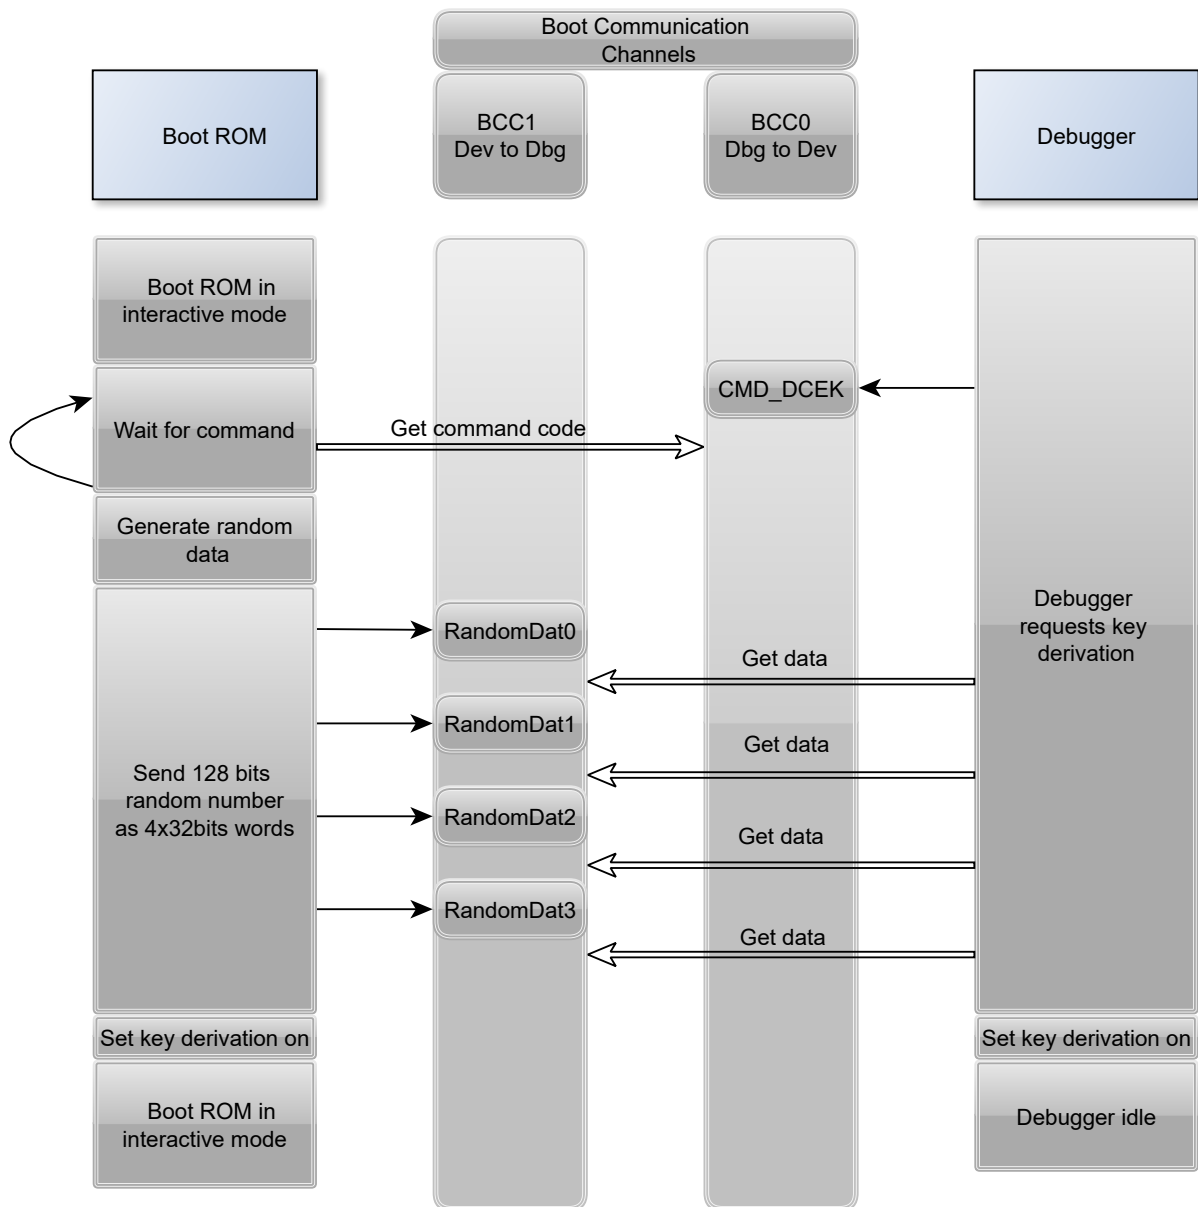 Boot Communication
Channels
Boot ROM
BCC1
Dev to Dbg
BCC0
Dbg to Dev
Debugger
Boot ROM in
interactive mode
CMD_DCEK
Wait for command
Get command code
Generate random
data
Debugger
requests key
derivation
RandomDat0
Get data
RandomDat1
Get data
Send 128 bits
random number
as 4x32bits words
RandomDat2
Get data
RandomDat3
Get data
Set key derivation on
Set key derivation on
Boot ROM in
interactive mode
Debugger idle